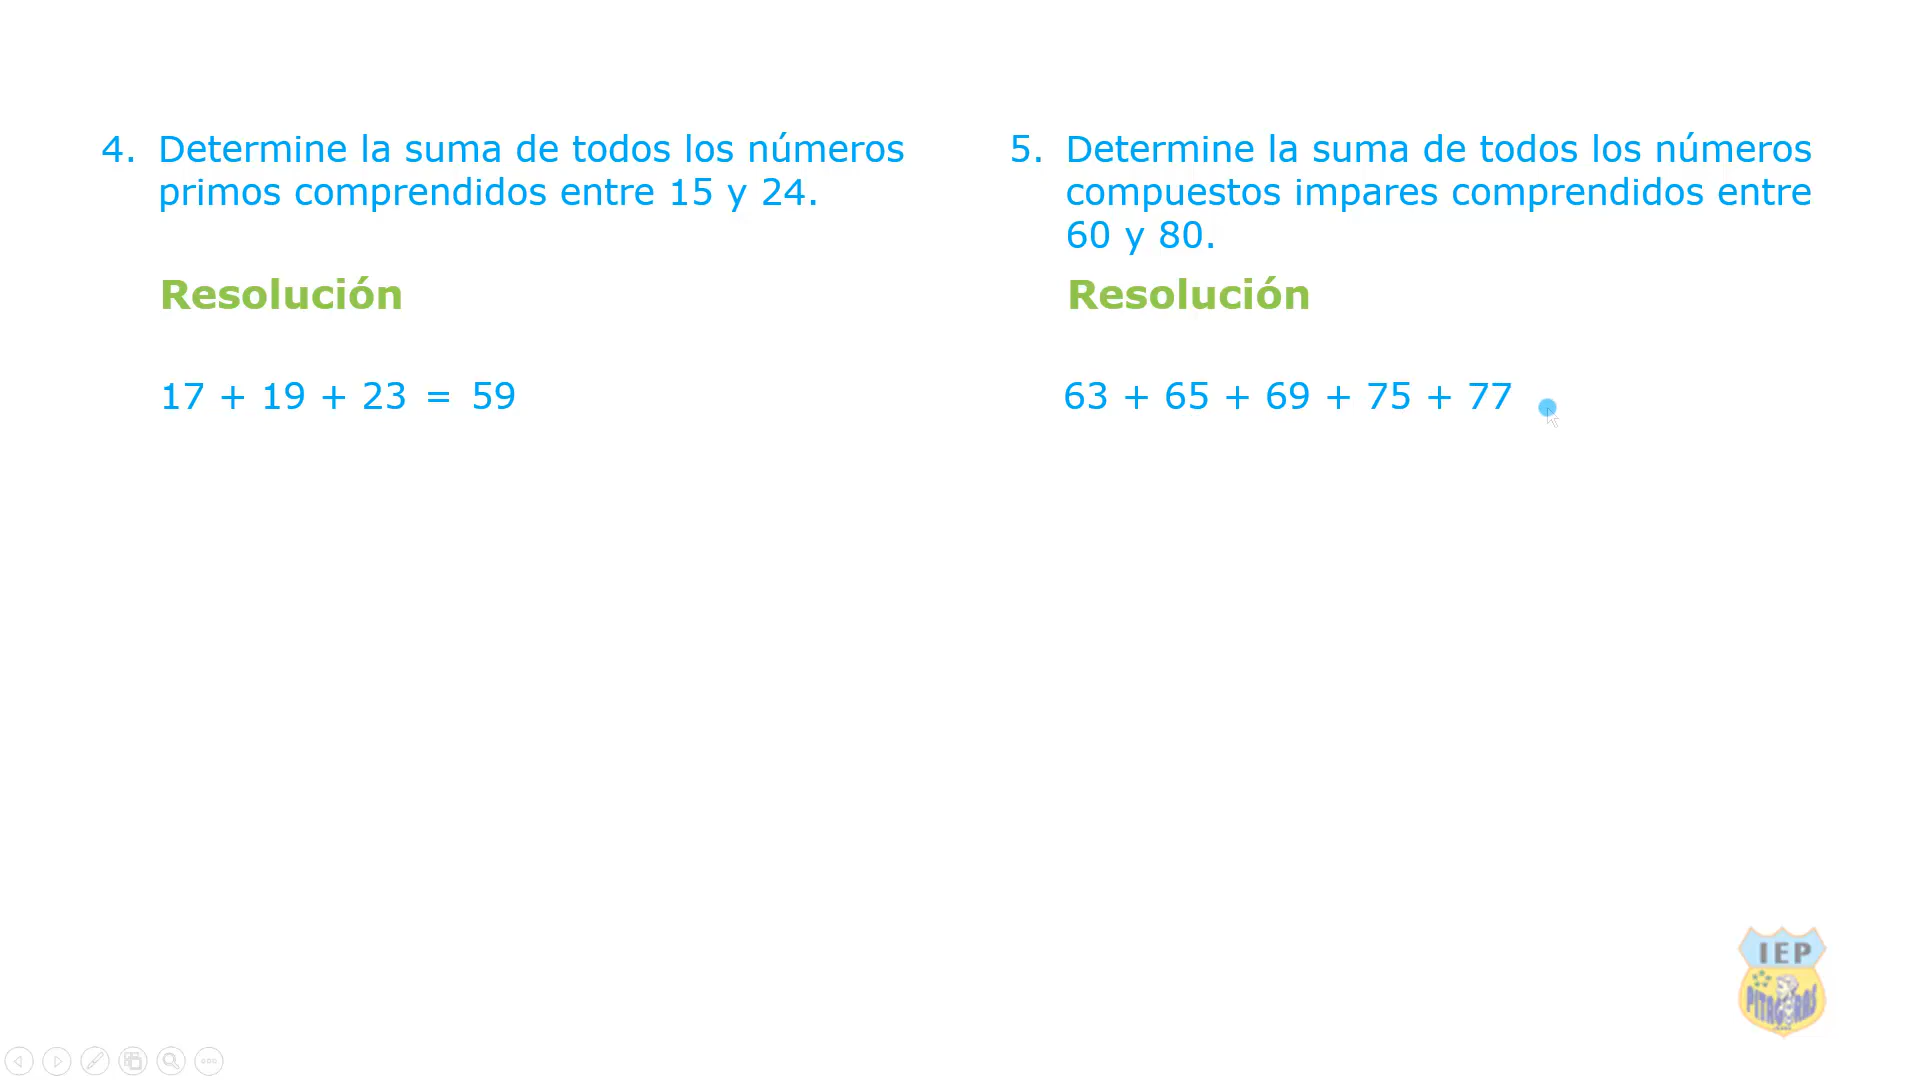 4. Determine la suma de todos los números
primos comprendidos entre 15 y 24.
Resolución
17 + 19 + 23 = 59
5. Determine la suma de todos los números
compuestos impares comprendidos entre
60 y 80.
Resolución
63 + 65 + 69 + 75 + 77
IEP
PITAGORAS